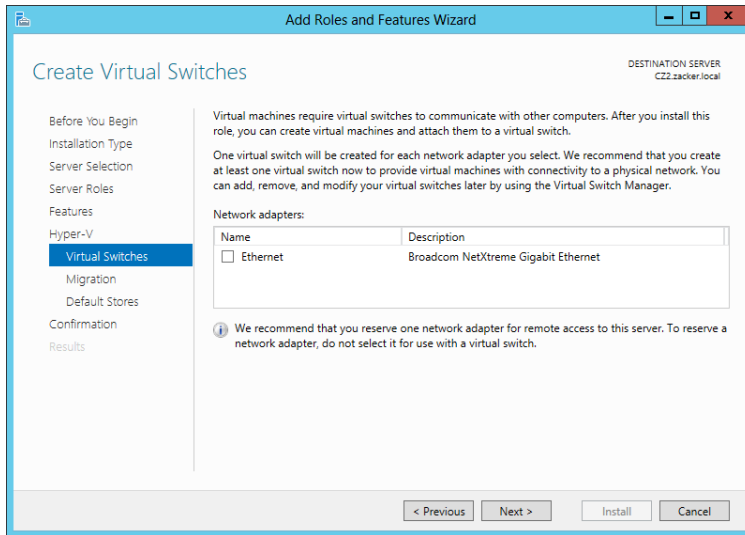 Add Roles and Features Wizard
Create Virtual Switches
DESTINATION SERVER
CZ2.zacker.local
Before You Begin
Installation Type
Server Selection
Server Roles
Features
Hyper-V
Virtual Switches
Migration
Default Stores
Confirmation
Results
Virtual machines require virtual switches to communicate with other computers. After you install this
role, you can create virtual machines and attach them to a virtual switch.
One virtual switch will be created for each network adapter you select. We recommend that you create
at least one virtual switch now to provide virtual machines with connectivity to a physical network. You
can add, remove, and modify your virtual switches later by using the Virtual Switch Manager.
Network adapters:
Name Description
Ethernet Broadcom NetXtreme Gigabit Ethernet
We recommend that you reserve one network adapter for remote access to this server. To reserve a
network adapter, do not select it for use with a virtual switch.
< Previous Next > Install Cancel